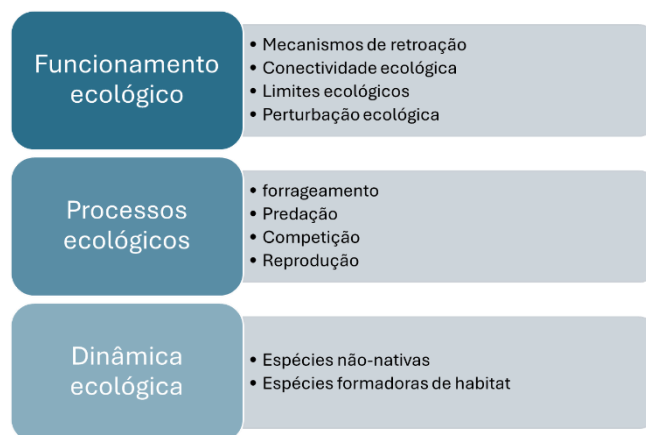 Funcionamento
ecológico
• Mecanismos de retroação
• Conectividade ecológica
• Limites ecológicos
• Perturbação ecológica
Processos
ecológicos
• forrageamento
• Predação
• Competição
• Reprodução
Dinâmica
ecológica
• Espécies não-nativas
• Espécies formadoras de habitat